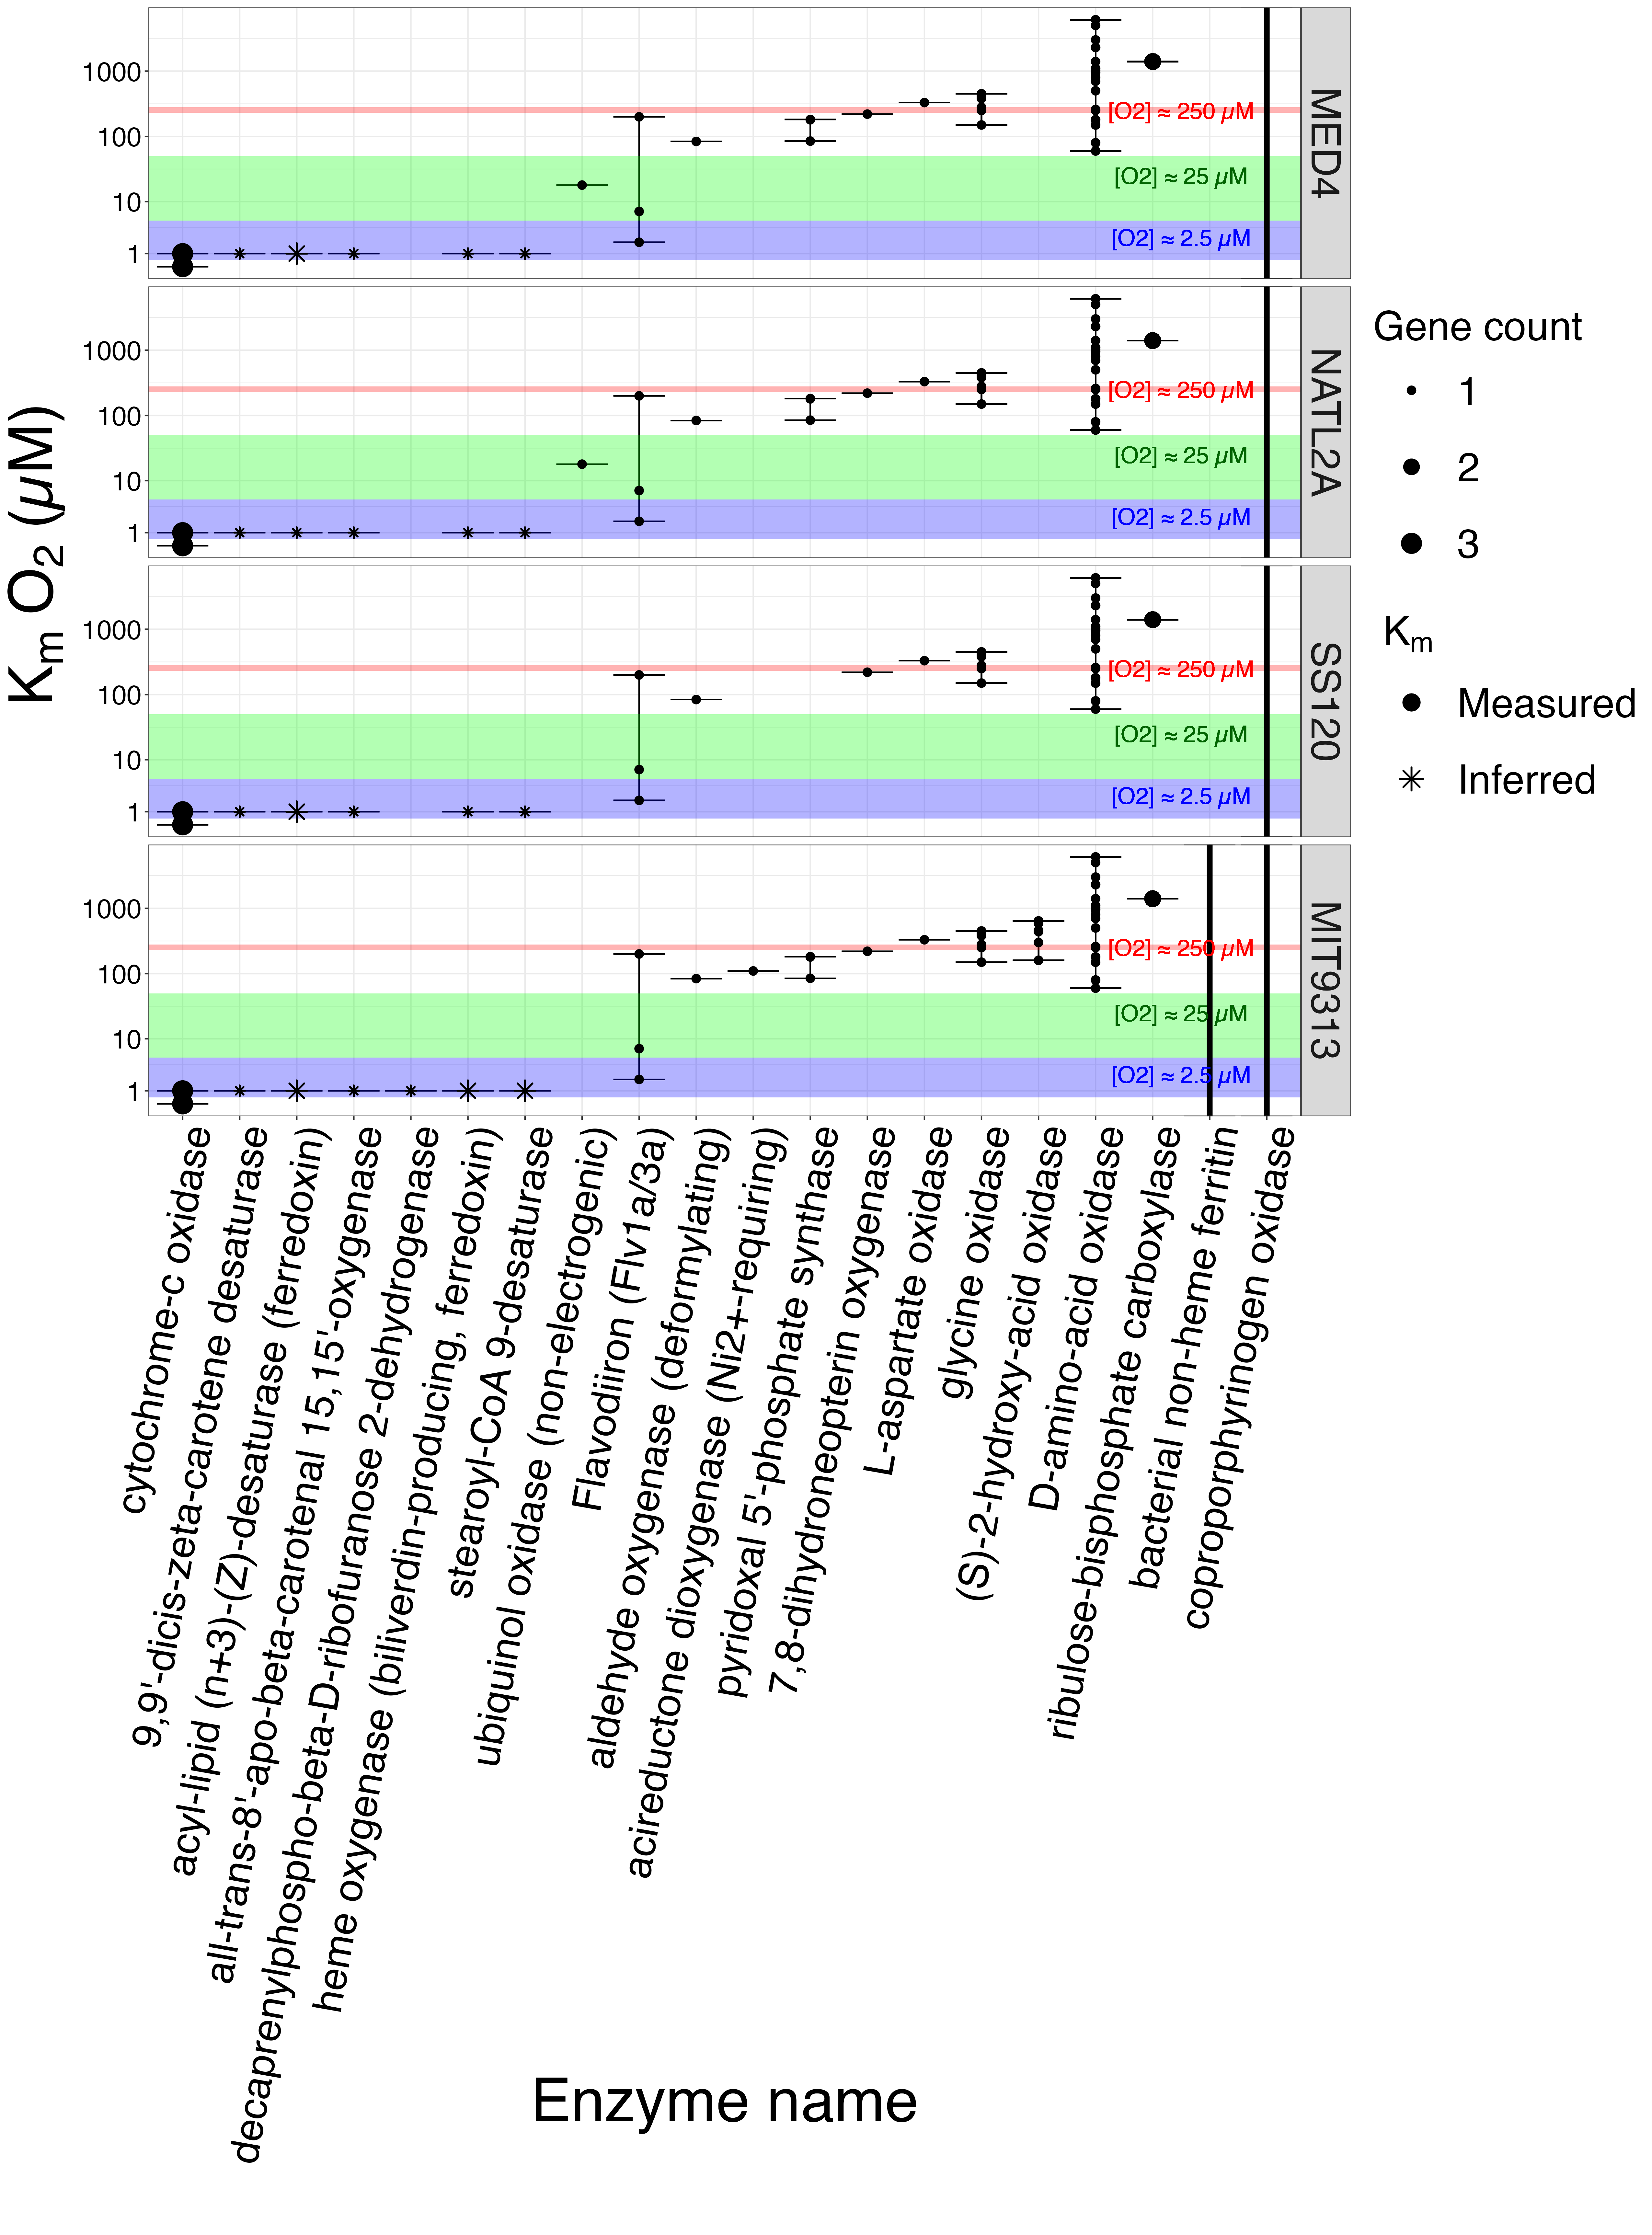 Km O2 (µM)
1000
100
10
1
[O2] ≈ 250 µM
[O2] ≈ 25 µM
[O2] ≈ 2.5 µM
MED4
1000
100
10
1
[O2] ≈ 250 µM
[O2] ≈ 25 µM
[O2] ≈ 2.5 µM
NATL2A
1000
100
10
1
[O2] ≈ 250 µM
[O2] ≈ 25 µM
[O2] ≈ 2.5 µM
SS120
1000
100
10
1
[O2] ≈ 250 µM
[O2] ≈ 25 µM
[O2] ≈ 2.5 µM
MIT9313
Gene count
1
2
3
Km
Measured
Inferred
cytochrome-c oxidase
9,9'-dicis-zeta-carotene desaturase
acyl-lipid (n+3)-(Z)-desaturase (ferredoxin)
all-trans-8'-apo-beta-carotenal 15,15'-oxygenase
decaprenylphospho-beta-D-ribofuranose 2-dehydrogenase
heme oxygenase (biliverdin-producing, ferredoxin)
stearoyl-CoA 9-desaturase
ubiquinol oxidase (non-electrogenic)
Flavodiiron (Flv1a/3a)
aldehyde oxygenase (deformylating)
acireductone dioxygenase (Ni2+-requiring)
pyridoxal 5'-phosphate synthase
7,8-dihydroneopterin oxygenase
L-aspartate oxidase
glycine oxidase
(S)-2-hydroxy-acid oxidase
D-amino-acid oxidase
ribulose-bisphosphate carboxylase
bacterial non-heme ferritin
coproporphyrinogen oxidase
Enzyme name